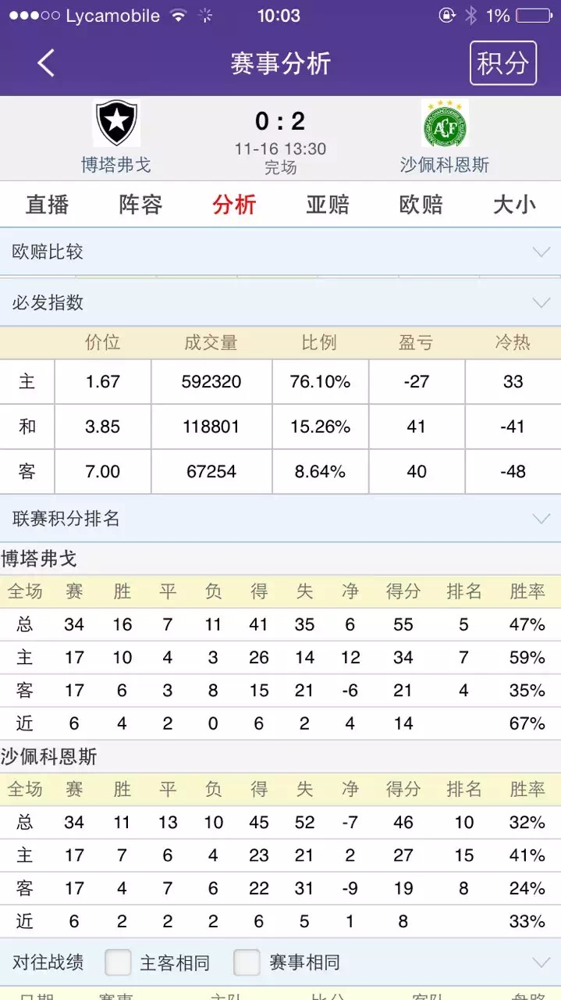 Lycamobile 10:03 1%
赛事分析 积分
0 : 2
11-16 13:30
博塔弗戈 完场 沙佩科恩斯
直播 阵容 分析 亚赔 欧赔 大小
欧赔比较
必发指数
价位 成交量 比例 盈亏 冷热
主 1.67 592320 76.10% -27 33
和 3.85 118801 15.26% 41 -41
客 7.00 67254 8.64% 40 -48
联赛积分排名
博塔弗戈
全场 赛 胜 平 负 得 失 净 得分 排名 胜率
总 34 16 7 11 41 35 6 55 5 47%
主 17 10 4 3 26 14 12 34 7 59%
客 17 6 3 8 15 21 -6 21 4 35%
近 6 4 2 0 6 2 4 14 67%
沙佩科恩斯
全场 赛 胜 平 负 得 失 净 得分 排名 胜率
总 34 11 13 10 45 52 -7 46 10 32%
主 17 7 6 4 23 21 2 27 15 41%
客 17 4 7 6 22 31 -9 19 8 24%
近 6 2 2 2 6 5 1 8 33%
对往战绩 主客相同 赛事相同